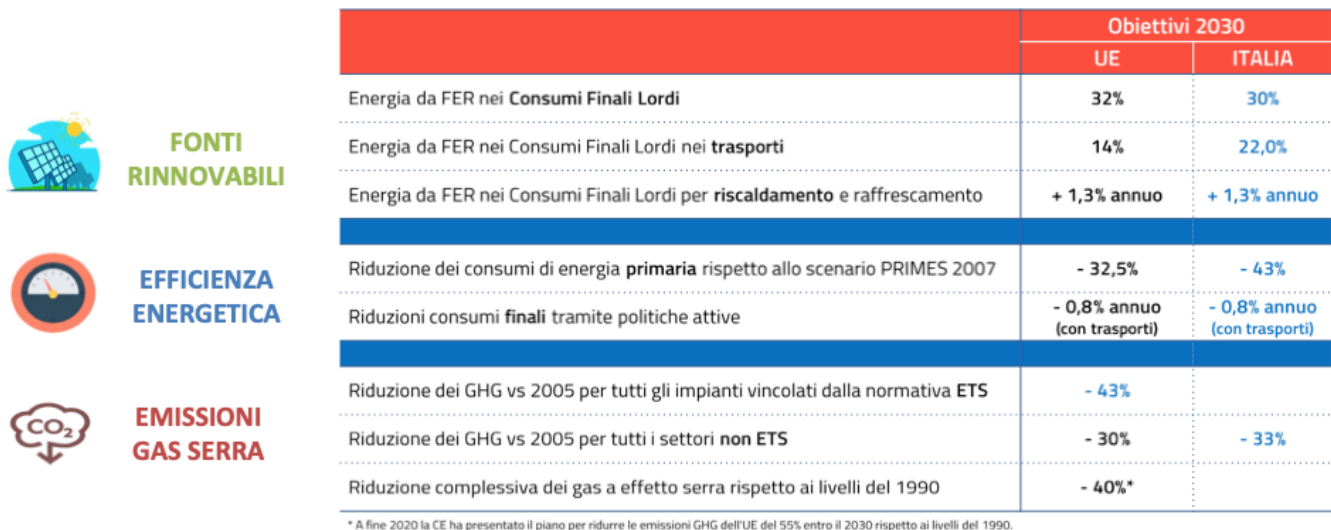 Obiettivi 2030
UE ITALIA
FONTI
RINNOVABILI
Energia da FER nei Consumi Finali Lordi 32% 30%
Energia da FER nei Consumi Finali Lordi nei trasporti 14% 22,0%
Energia da FER nei Consumi Finali Lordi per riscaldamento e raffrescamento + 1,3% annuo + 1,3% annuo
EFFICIENZA
ENERGETICA
Riduzione dei consumi di energia primaria rispetto allo scenario PRIMES 2007 - 32,5% - 43%
Riduzioni consumi finali tramite politiche attive - 0,8% annuo - 0,8% annuo
(con trasporti) (con trasporti)
CO2
EMISSIONI
GAS SERRA
Riduzione dei GHG vs 2005 per tutti gli impianti vincolati dalla normativa ETS - 43%
Riduzione dei GHG vs 2005 per tutti i settori non ETS - 30% - 33%
Riduzione complessiva dei gas a effetto serra rispetto ai livelli del 1990 - 40%*
* A fine 2020 la CE ha presentato il piano per ridurre le emissioni GHG dell'UE del 55% entro il 2030 rispetto ai livelli del 1990.